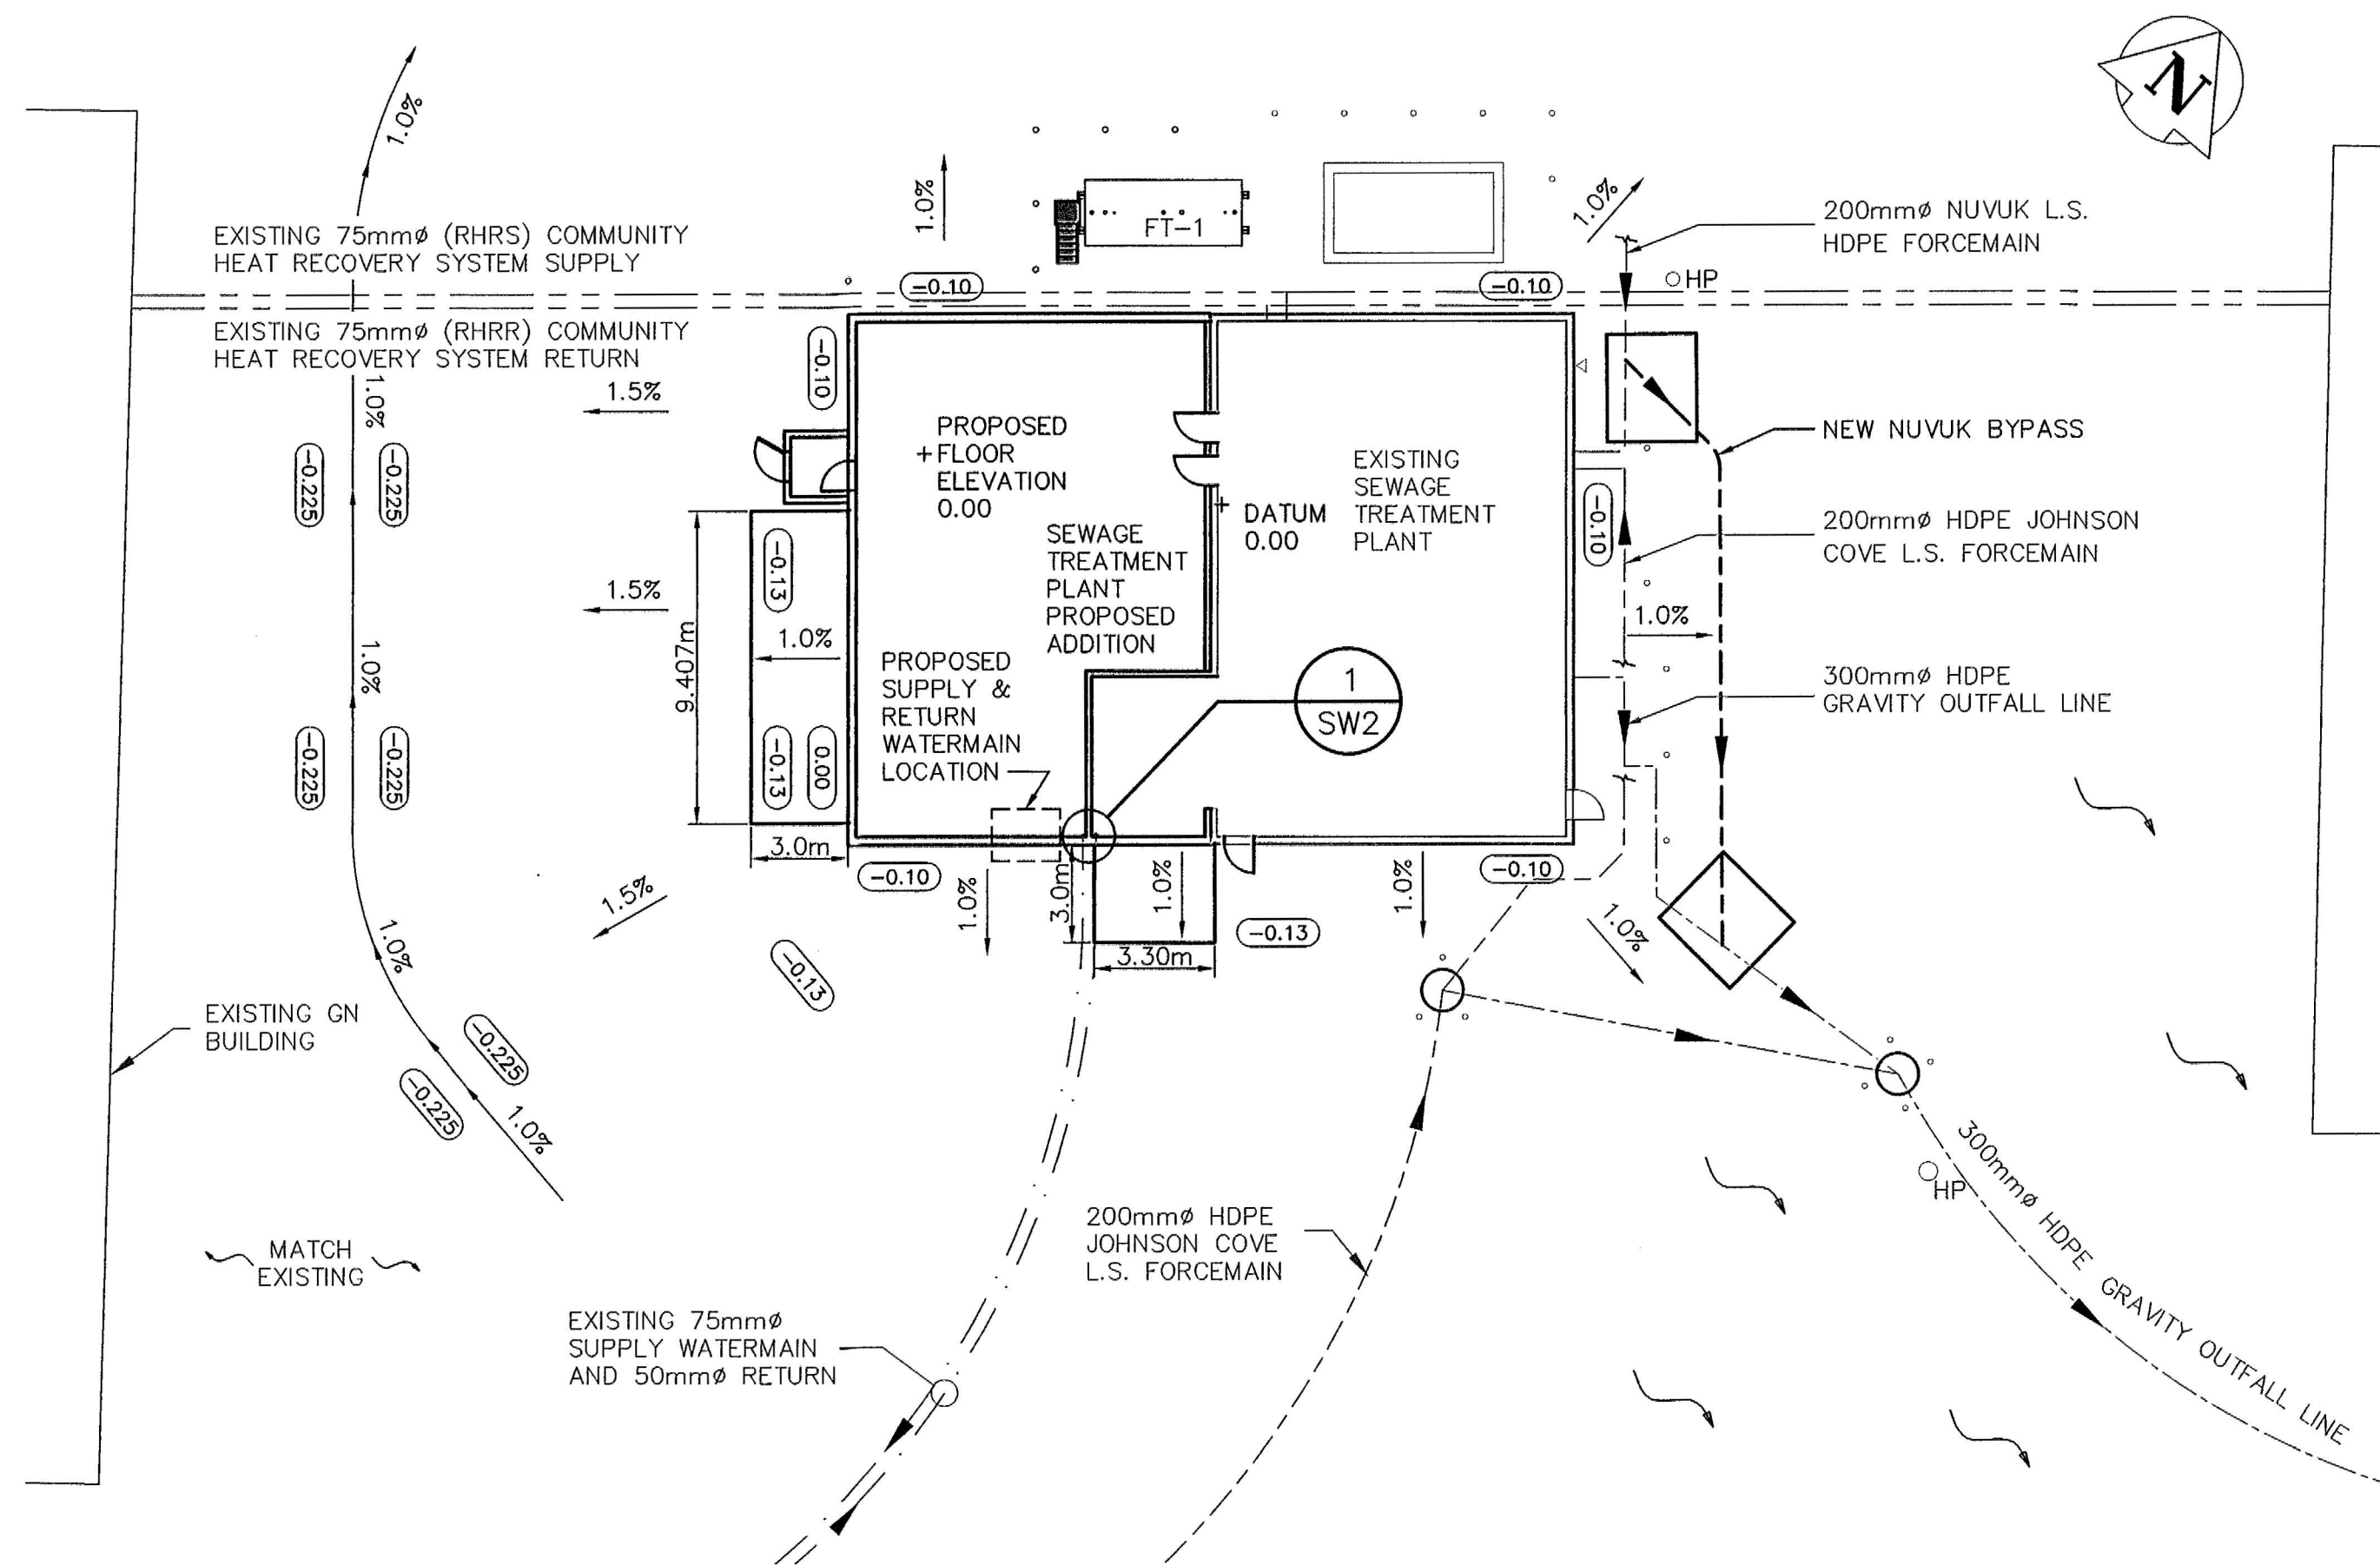 N
1.0%
EXISTING 75mmø (RHRS) COMMUNITY
HEAT RECOVERY SYSTEM SUPPLY
EXISTING 75mmø (RHRR) COMMUNITY
HEAT RECOVERY SYSTEM RETURN
1.0%
FT-1
1.0%
200mmø NUVUK L.S.
HDPE FORCEMAIN
HP
-0.10
-0.10
-0.10
1.0%
1.5%
-0.225
-0.225
PROPOSED
+FLOOR
ELEVATION
0.00
SEWAGE
TREATMENT
PLANT
PROPOSED
ADDITION
+ DATUM
0.00
EXISTING
SEWAGE
TREATMENT
PLANT
NEW NUVUK BYPASS
-0.10
200mmø HDPE JOHNSON
COVE L.S. FORCEMAIN
1.5%
-0.13
1.0%
9.407m
1.0%
1.0%
PROPOSED
SUPPLY &
RETURN
WATERMAIN
LOCATION
1
SW2
300mmø HDPE
GRAVITY OUTFALL LINE
-0.225
-0.225
-0.13
0.00
3.0m
-0.10
1.0%
3.0m
1.0%
3.30m
-0.13
1.0%
-0.10
1.0%
1.5%
-0.13
1.0%
EXISTING GN
BUILDING
-0.225
-0.225
1.0%
MATCH
EXISTING
EXISTING 75mmø
SUPPLY WATERMAIN
AND 50mmø RETURN
200mmø HDPE
JOHNSON COVE
L.S. FORCEMAIN
HP
300mmø HDPE GRAVITY OUTFALL LINE